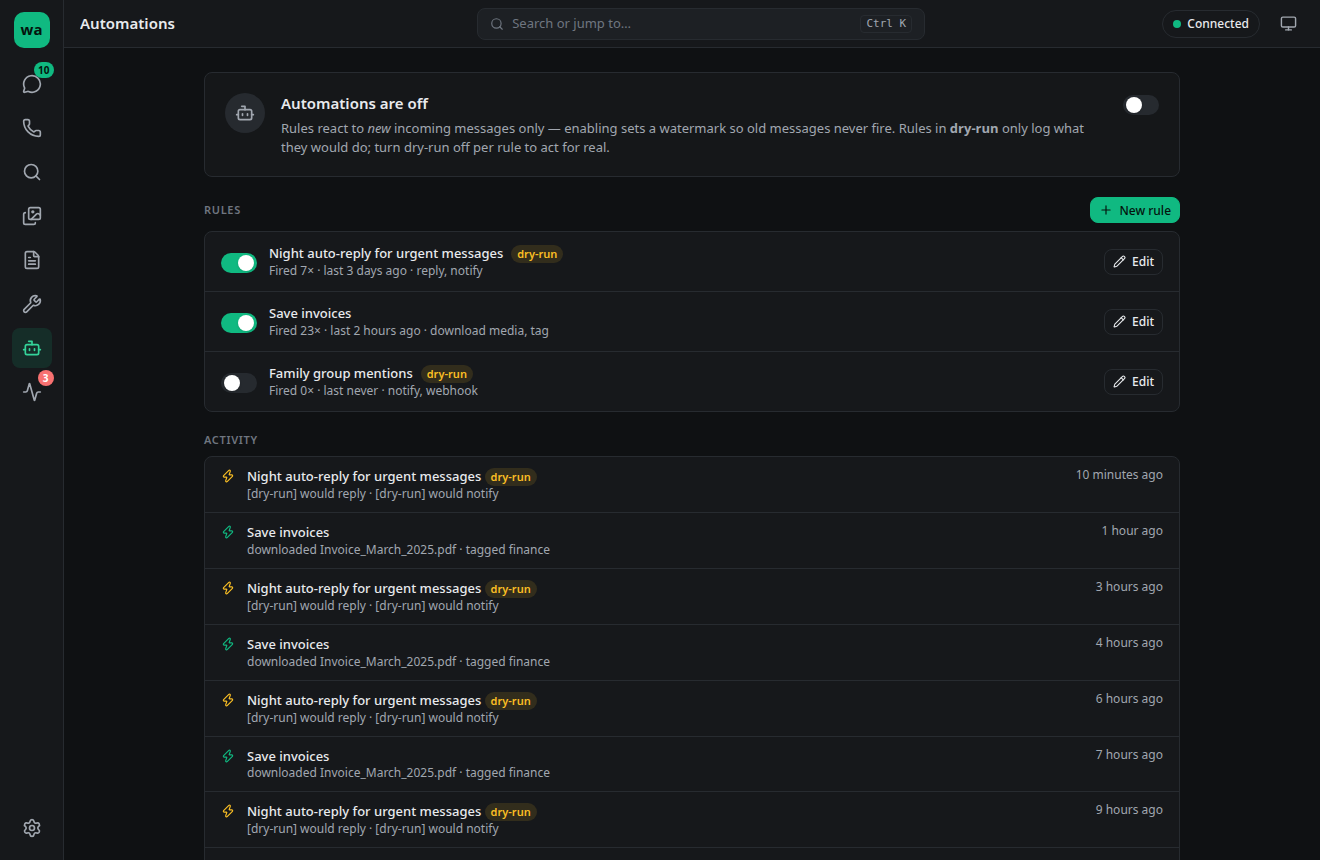 wa
Automations
Search or jump to...
Ctrl K
Connected
10
3
Automations are off
Rules react to new incoming messages only — enabling sets a watermark so old messages never fire. Rules in dry-run only log what
they would do; turn dry-run off per rule to act for real.
RULES
New rule
Night auto-reply for urgent messages dry-run
Fired 7× · last 3 days ago · reply, notify
Edit
Save invoices
Fired 23× · last 2 hours ago · download media, tag
Edit
Family group mentions dry-run
Fired 0× · last never · notify, webhook
Edit
ACTIVITY
Night auto-reply for urgent messages dry-run
10 minutes ago
[dry-run] would reply · [dry-run] would notify
Save invoices
1 hour ago
downloaded Invoice_March_2025.pdf · tagged finance
Night auto-reply for urgent messages dry-run
3 hours ago
[dry-run] would reply · [dry-run] would notify
Save invoices
4 hours ago
downloaded Invoice_March_2025.pdf · tagged finance
Night auto-reply for urgent messages dry-run
6 hours ago
[dry-run] would reply · [dry-run] would notify
Save invoices
7 hours ago
downloaded Invoice_March_2025.pdf · tagged finance
Night auto-reply for urgent messages dry-run
9 hours ago
[dry-run] would reply · [dry-run] would notify